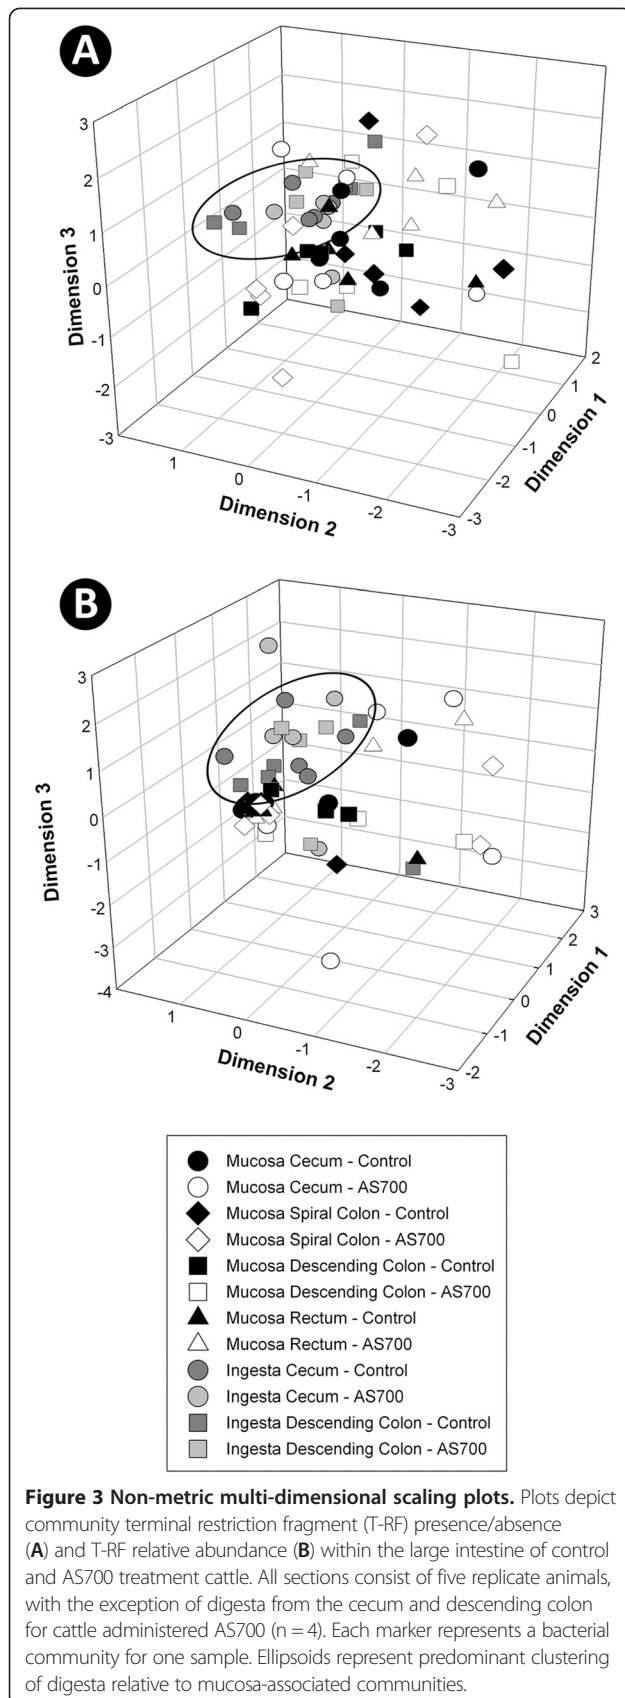 A
3
2
1
0
-1
-2
-3
Dimension 3
1
0
-1
-2
-3
Dimension 2
-3
-2
-1
0
1
2
Dimension 1
B
3
2
1
0
-1
-2
-3
-4
Dimension 3
1
0
-1
-2
-3
Dimension 2
-2
-1
0
1
2
3
Dimension 1
Mucosa Cecum - Control
Mucosa Cecum - AS700
Mucosa Spiral Colon - Control
Mucosa Spiral Colon - AS700
Mucosa Descending Colon - Control
Mucosa Descending Colon - AS700
Mucosa Rectum - Control
Mucosa Rectum - AS700
Ingesta Cecum - Control
Ingesta Cecum - AS700
Ingesta Descending Colon - Control
Ingesta Descending Colon - AS700
Figure 3 Non-metric multi-dimensional scaling plots. Plots depict
community terminal restriction fragment (T-RF) presence/absence
(A) and T-RF relative abundance (B) within the large intestine of control
and AS700 treatment cattle. All sections consist of five replicate animals,
with the exception of digesta from the cecum and descending colon
for cattle administered AS700 (n = 4). Each marker represents a bacterial
community for one sample. Ellipsoids represent predominant clustering
of digesta relative to mucosa-associated communities.